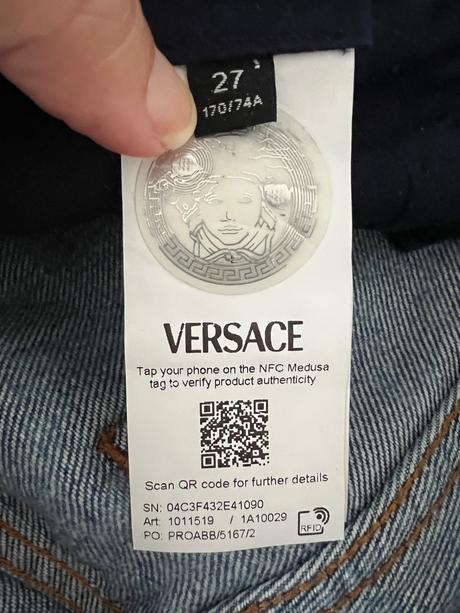 27
170/74A
VERSACE
Tap your phone on the NFC Medusa
tag to verify product authenticity
Scan QR code for further details
SN: 04C3F432E41090
Art: 1011519 / 1A10029
PO: PROABB/5167/2
RFID